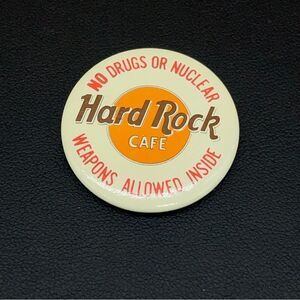 NO DRUGS OR NUCLEAR
Hard Rock
CAFE
WEAPONS ALLOWED INSIDE